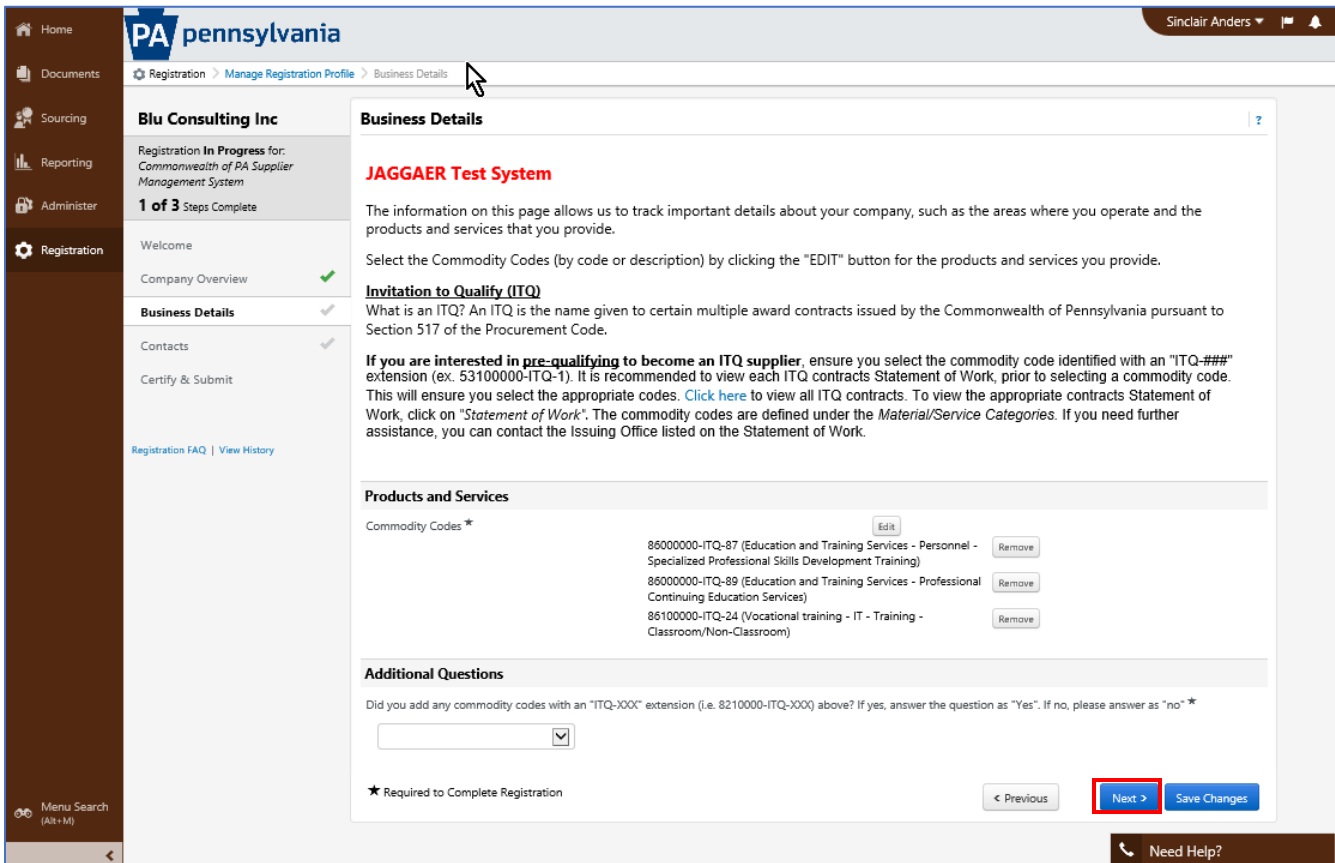 Home
Documents
Sourcing
Reporting
Administer
Registration
Menu Search
(Alt+M)
<
PA pennsylvania
Sinclair Anders
Registration > Manage Registration Profile > Business Details
Blu Consulting Inc
Registration In Progress for:
Commonwealth of PA Supplier
Management System
1 of 3 Steps Complete
Welcome
Company Overview
Business Details
Contacts
Certify & Submit
Registration FAQ | View History
Business Details
?
JAGGAER Test System
The information on this page allows us to track important details about your company, such as the areas where you operate and the
products and services that you provide.
Select the Commodity Codes (by code or description) by clicking the "EDIT" button for the products and services you provide.
Invitation to Qualify (ITQ)
What is an ITQ? An ITQ is the name given to certain multiple award contracts issued by the Commonwealth of Pennsylvania pursuant to
Section 517 of the Procurement Code.
If you are interested in pre-qualifying to become an ITQ supplier, ensure you select the commodity code identified with an "ITQ-###"
extension (ex. 53100000-ITQ-1). It is recommended to view each ITQ contracts Statement of Work, prior to selecting a commodity code.
This will ensure you select the appropriate codes. Click here to view all ITQ contracts. To view the appropriate contracts Statement of
Work, click on "Statement of Work". The commodity codes are defined under the Material/Service Categories. If you need further
assistance, you can contact the Issuing Office listed on the Statement of Work.
Products and Services
Commodity Codes ★
Edit
86000000-ITQ-87 (Education and Training Services - Personnel -
Specialized Professional Skills Development Training)
Remove
86000000-ITQ-89 (Education and Training Services - Professional
Continuing Education Services)
Remove
86100000-ITQ-24 (Vocational training - IT - Training -
Classroom/Non-Classroom)
Remove
Additional Questions
Did you add any commodity codes with an "ITQ-XXX" extension (i.e. 8210000-ITQ-XXX) above? If yes, answer the question as "Yes". If no, please answer as "no" ★
★ Required to Complete Registration
< Previous
Next >
Save Changes
Need Help?